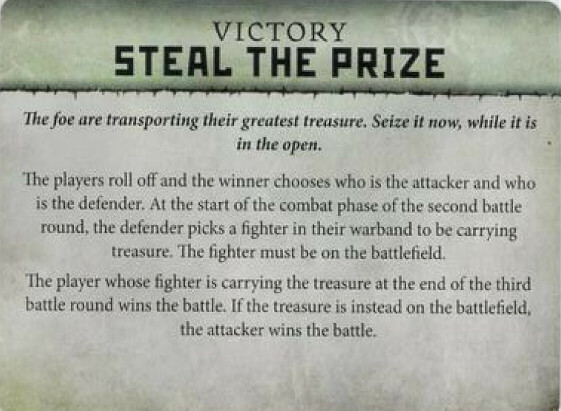 VICTORY
STEAL THE PRIZE
The foe are transporting their greatest treasure. Seize it now, while it is
in the open.
The players roll off and the winner chooses who is the attacker and who
is the defender. At the start of the combat phase of the second battle
round, the defender picks a fighter in their warband to be carrying
treasure. The fighter must be on the battlefield.
The player whose fighter is carrying the treasure at the end of the third
battle round wins the battle. If the treasure is instead on the battlefield,
the attacker wins the battle.